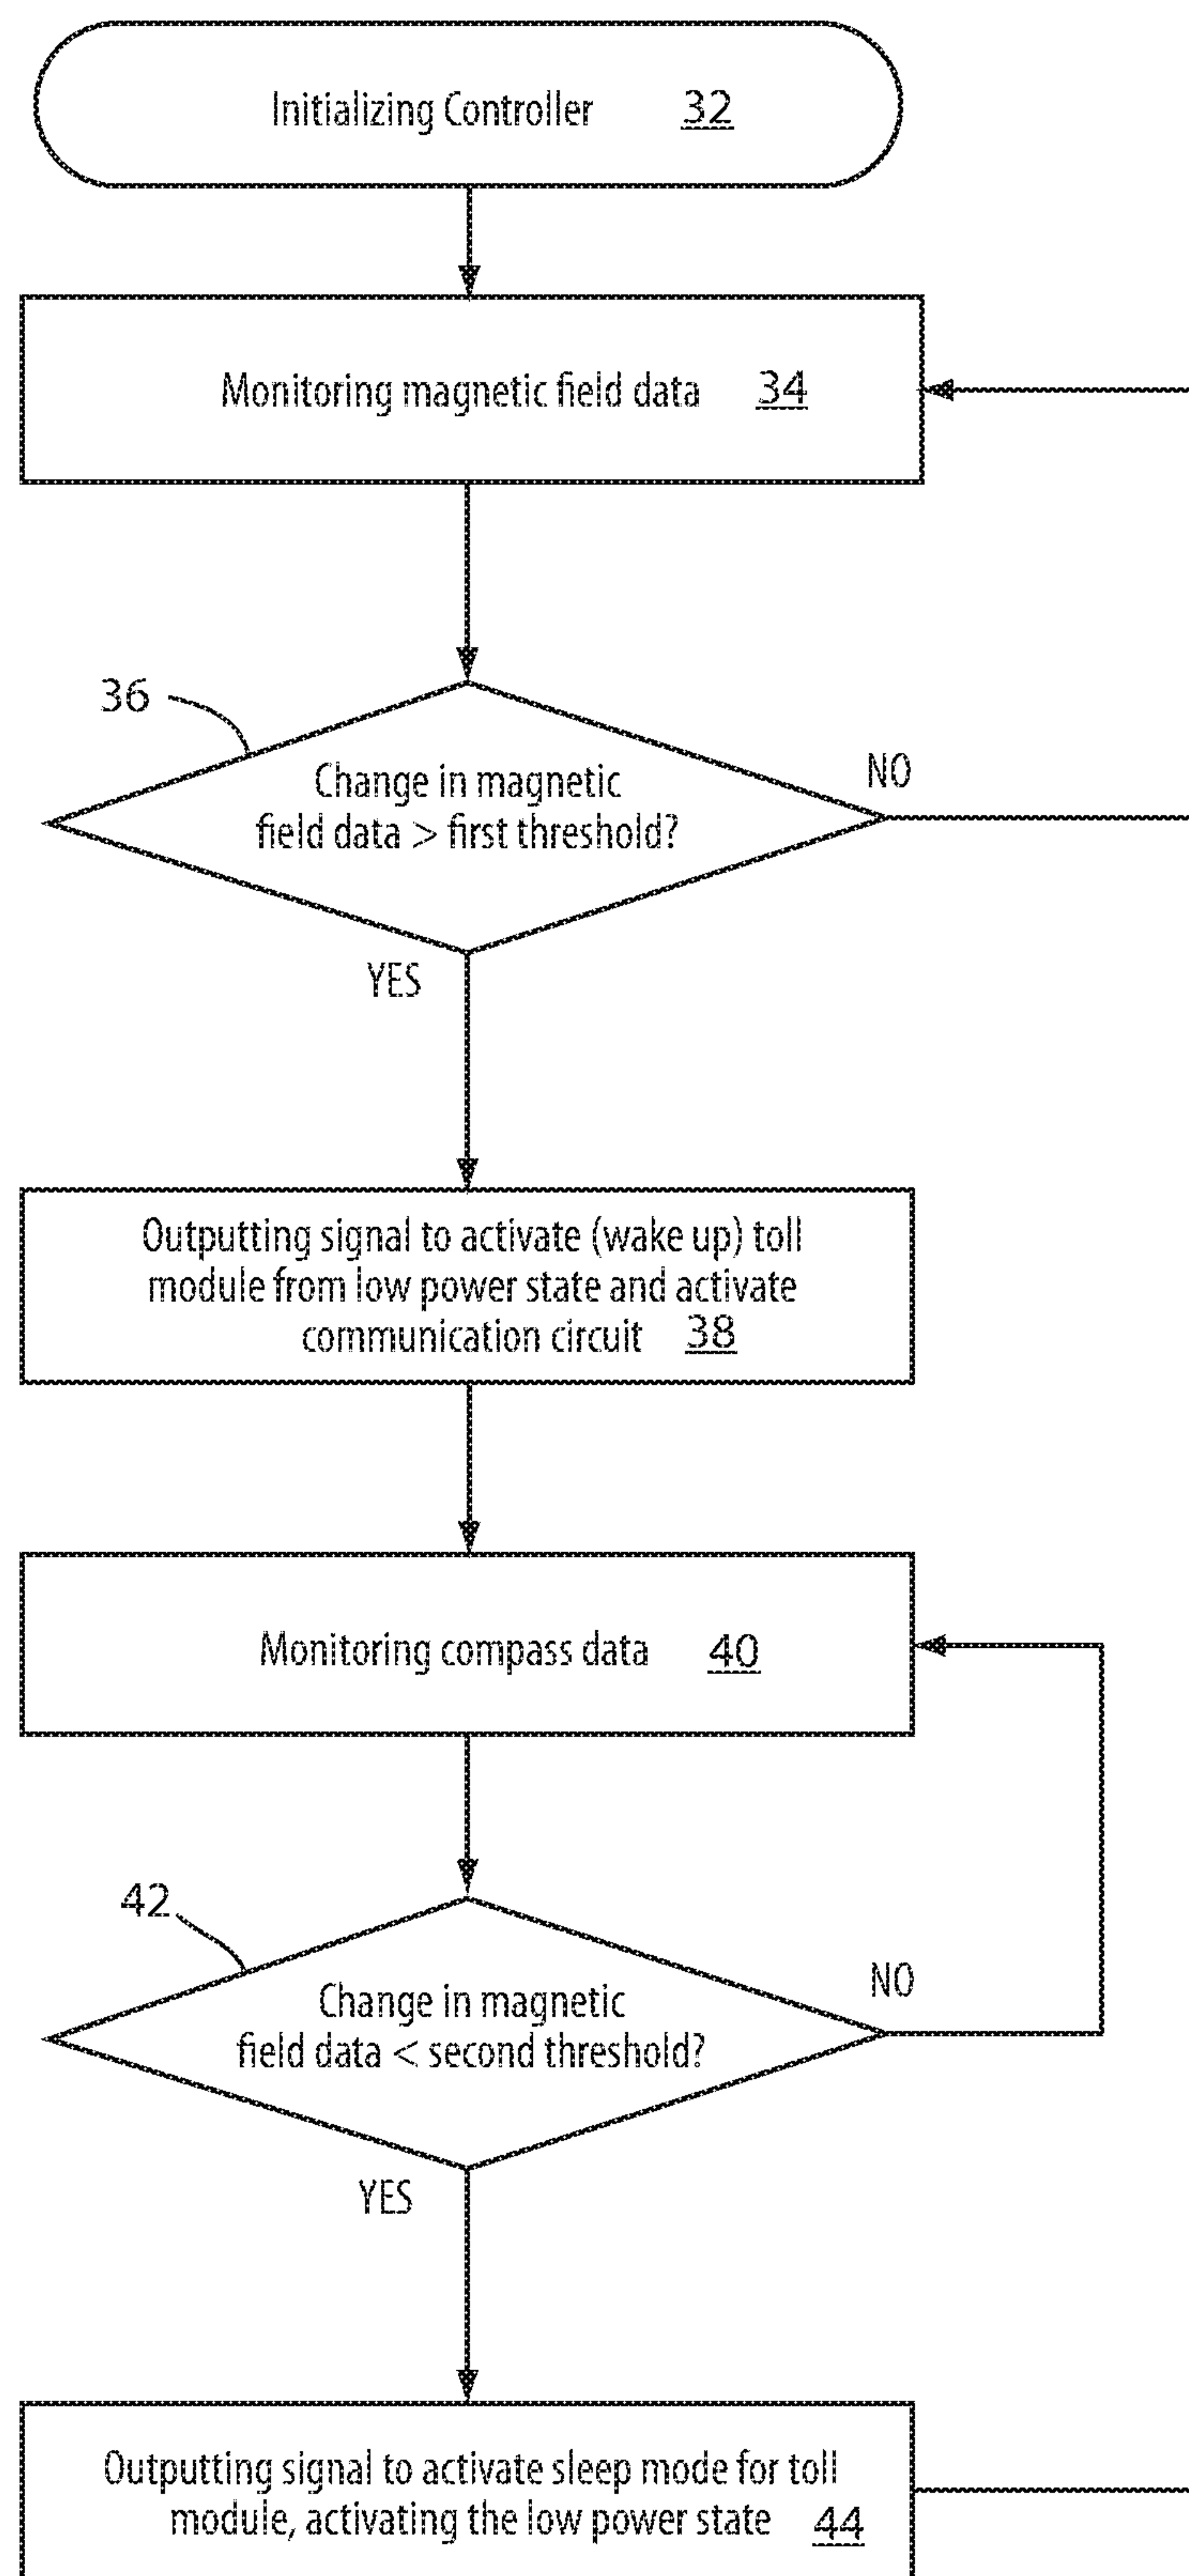 Initializing Controller 32
Monitoring magnetic field data 34
36
Change in magnetic
field data > first threshold?
NO
YES
Outputting signal to activate (wake up) toll
module from low power state and activate
communication circuit 38
Monitoring compass data 40
42
Change in magnetic
field data < second threshold?
NO
YES
Outputting signal to activate sleep mode for toll
module, activating the low power state 44